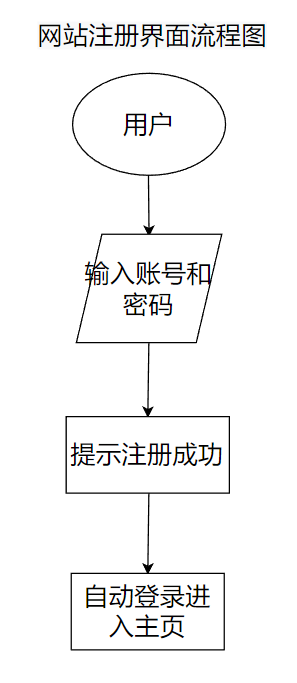 网站注册界面流程图
用户
输入账号和
密码
提示注册成功
自动登录进
入主页